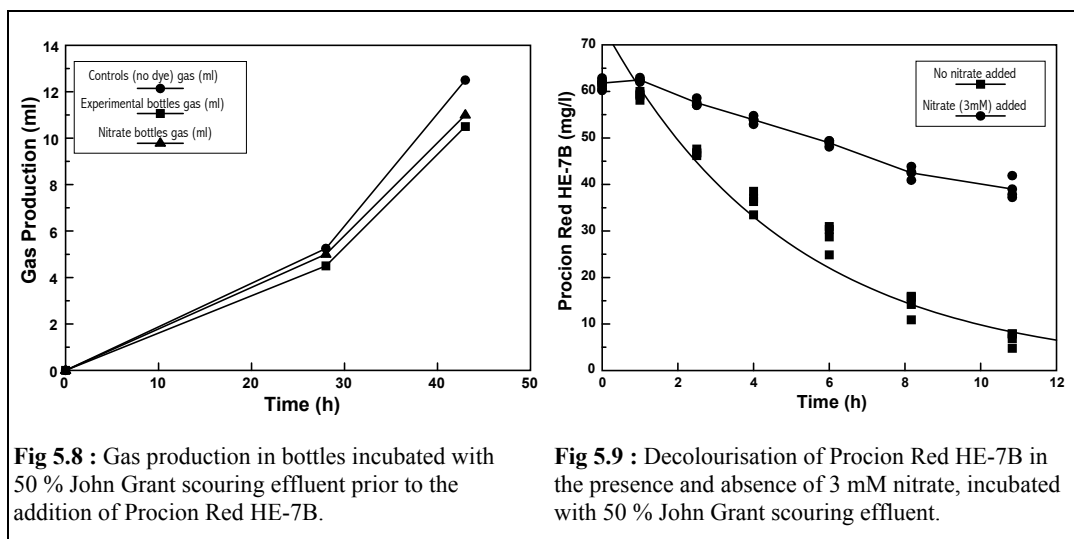 14
12
10
8
6
4
2
0
Gas Production (ml)
Controls (no dye) gas (ml)
Experimental bottles gas (ml)
Nitrate bottles gas (ml)
0 10 20 30 40 50
Time (h)
70
60
50
40
30
20
10
0
Procion Red HE-7B (mg/l)
No nitrate added
Nitrate (3mM) added
0 2 4 6 8 10 12
Time (h)
Fig 5.8 : Gas production in bottles incubated with
50 % John Grant scouring effluent prior to the
addition of Procion Red HE-7B.
Fig 5.9 : Decolourisation of Procion Red HE-7B in
the presence and absence of 3 mM nitrate, incubated
with 50 % John Grant scouring effluent.